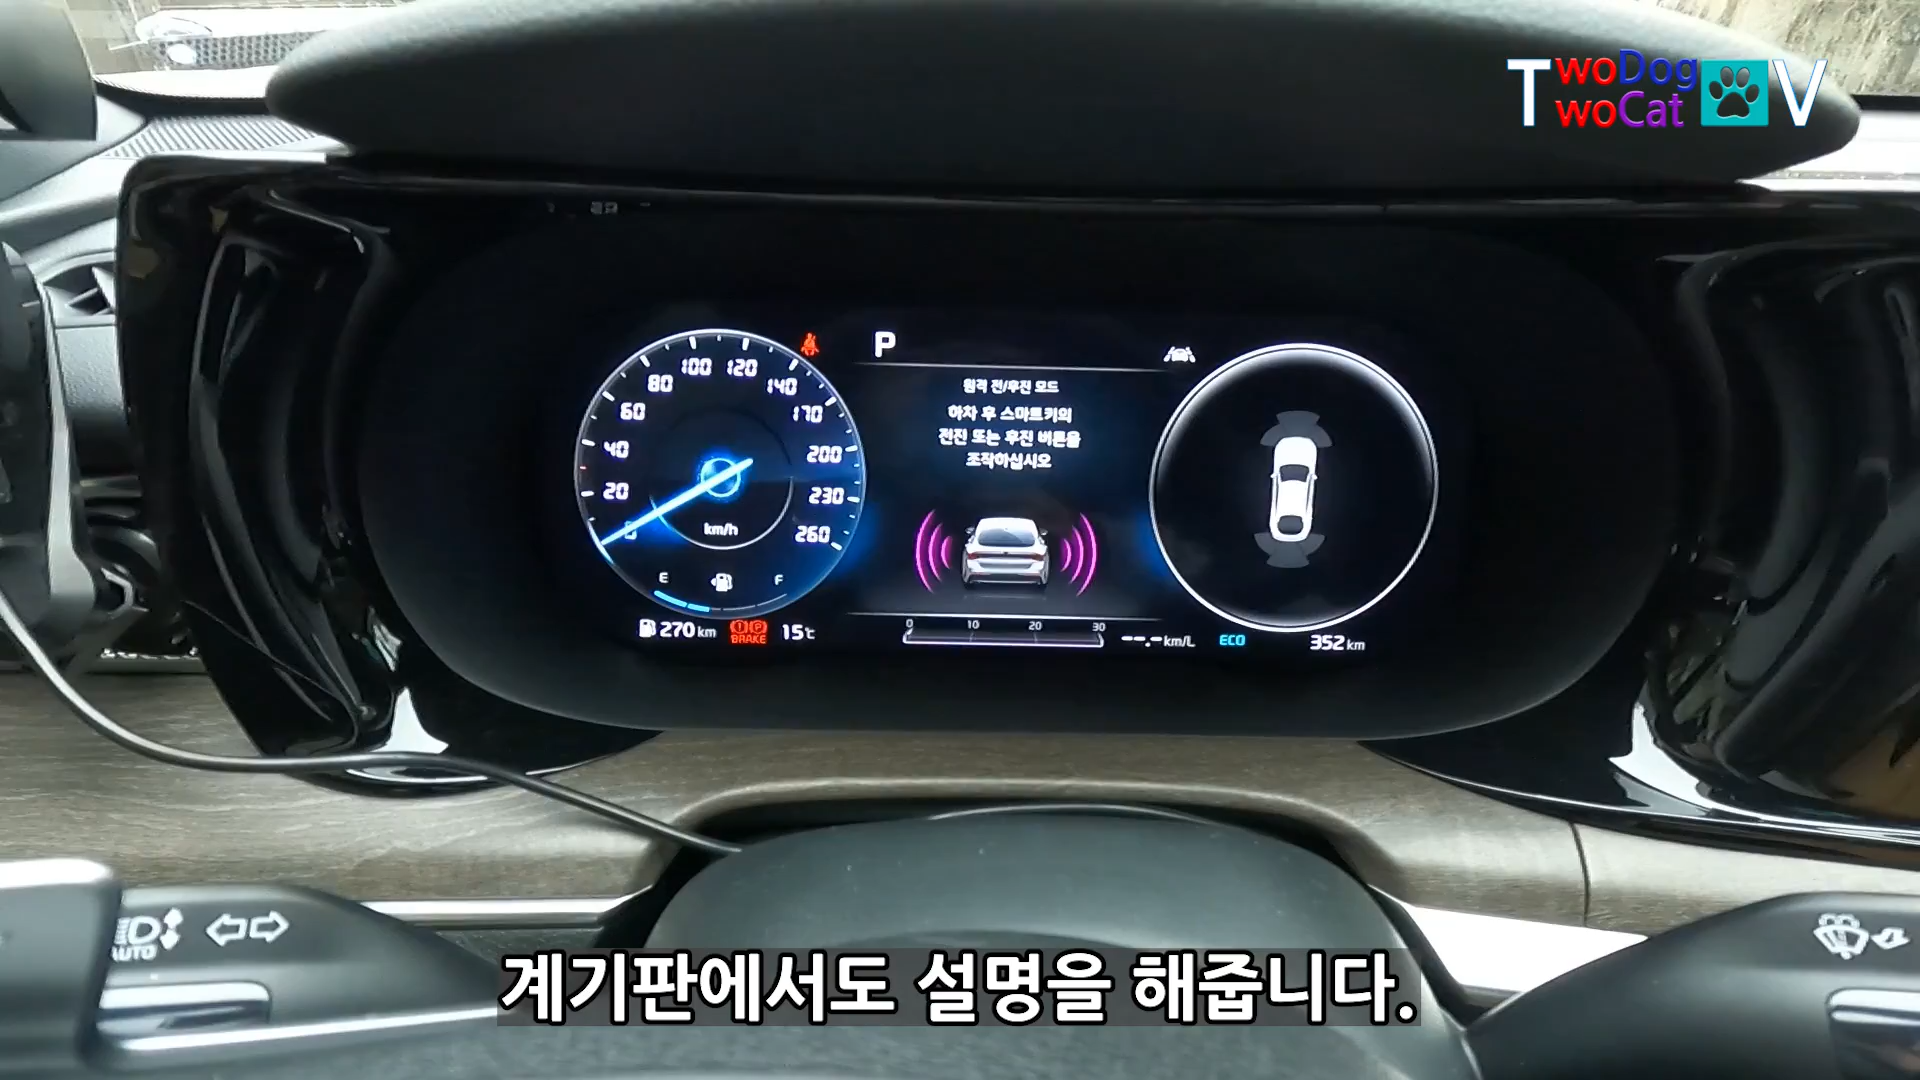 TwoDog
TwoCat V
P
원격 전/후진 모드
하차 후 스마트키의
전진 또는 후진 버튼을
조작하십시오
0
20
40
60
80
100
120
140
170
200
230
260
km/h
E
F
270 km
BRAKE
15℃
0 10 20 30
--.- km/L
ECO
352 km
AUTO
계기판에서도 설명을 해줍니다.